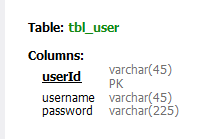 Table: tbl_user
Columns:
userId varchar(45)
PK
username varchar(45)
password varchar(225)